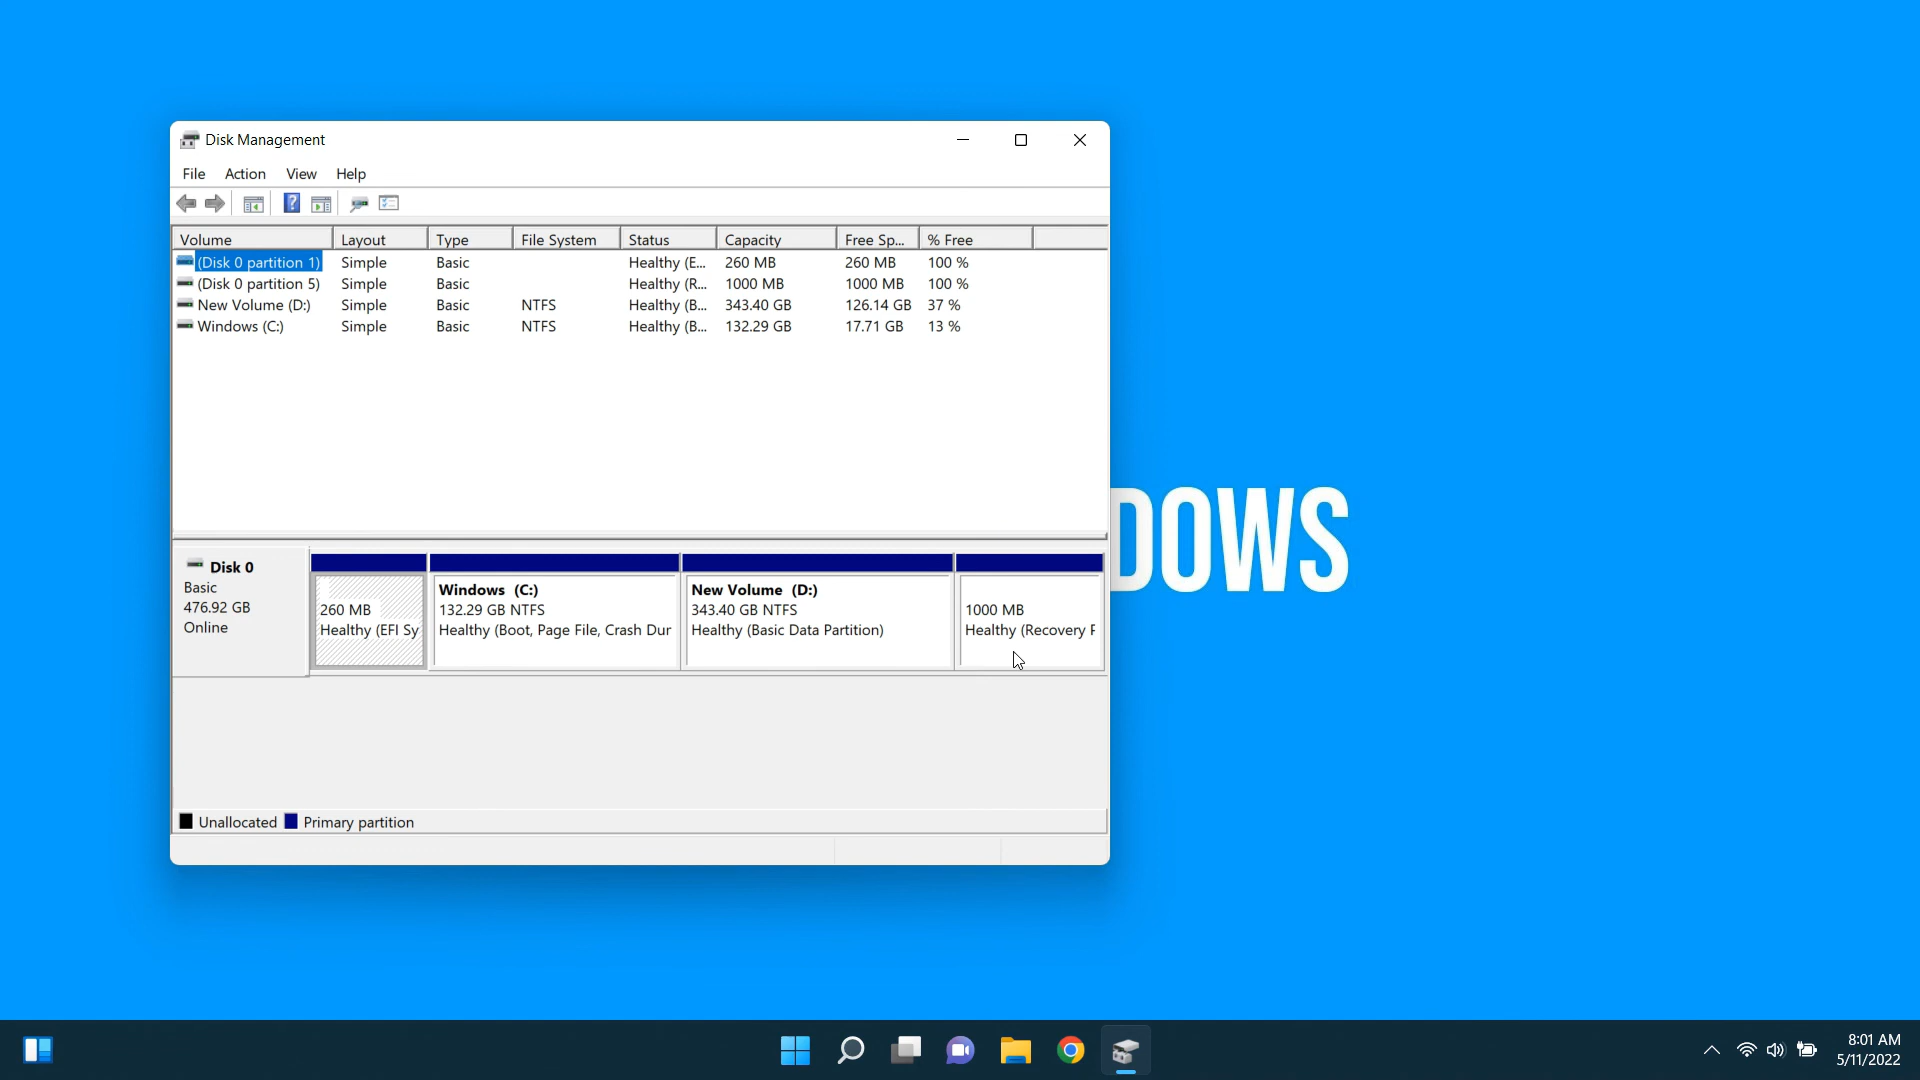 Disk Management
File Action View Help
Volume Layout Type File System Status Capacity Free Sp... % Free
(Disk 0 partition 1) Simple Basic Healthy (E... 260 MB 260 MB 100 %
(Disk 0 partition 5) Simple Basic Healthy (R... 1000 MB 1000 MB 100 %
New Volume (D:) Simple Basic NTFS Healthy (B... 343.40 GB 126.14 GB 37 %
Windows (C:) Simple Basic NTFS Healthy (B... 132.29 GB 17.71 GB 13 %
DOWS
Disk 0
Basic
476.92 GB
Online
260 MB
Healthy (EFI Sy
Windows (C:)
132.29 GB NTFS
Healthy (Boot, Page File, Crash Dur
New Volume (D:)
343.40 GB NTFS
Healthy (Basic Data Partition)
1000 MB
Healthy (Recovery P
Unallocated Primary partition
8:01 AM
5/11/2022